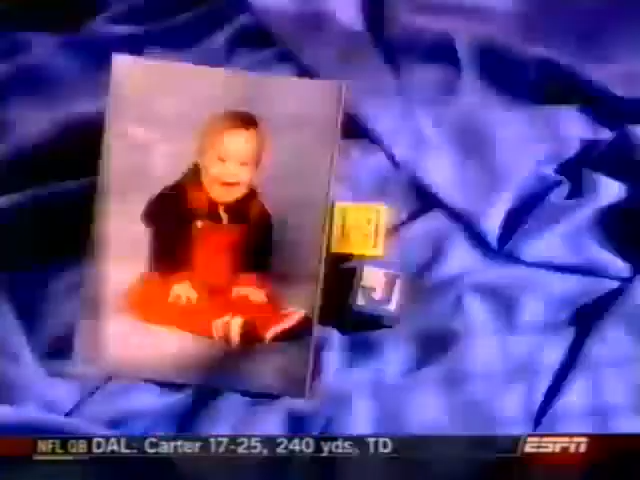 J
NFL QB DAL: Carter 17-25, 240 yds, TD ESPN